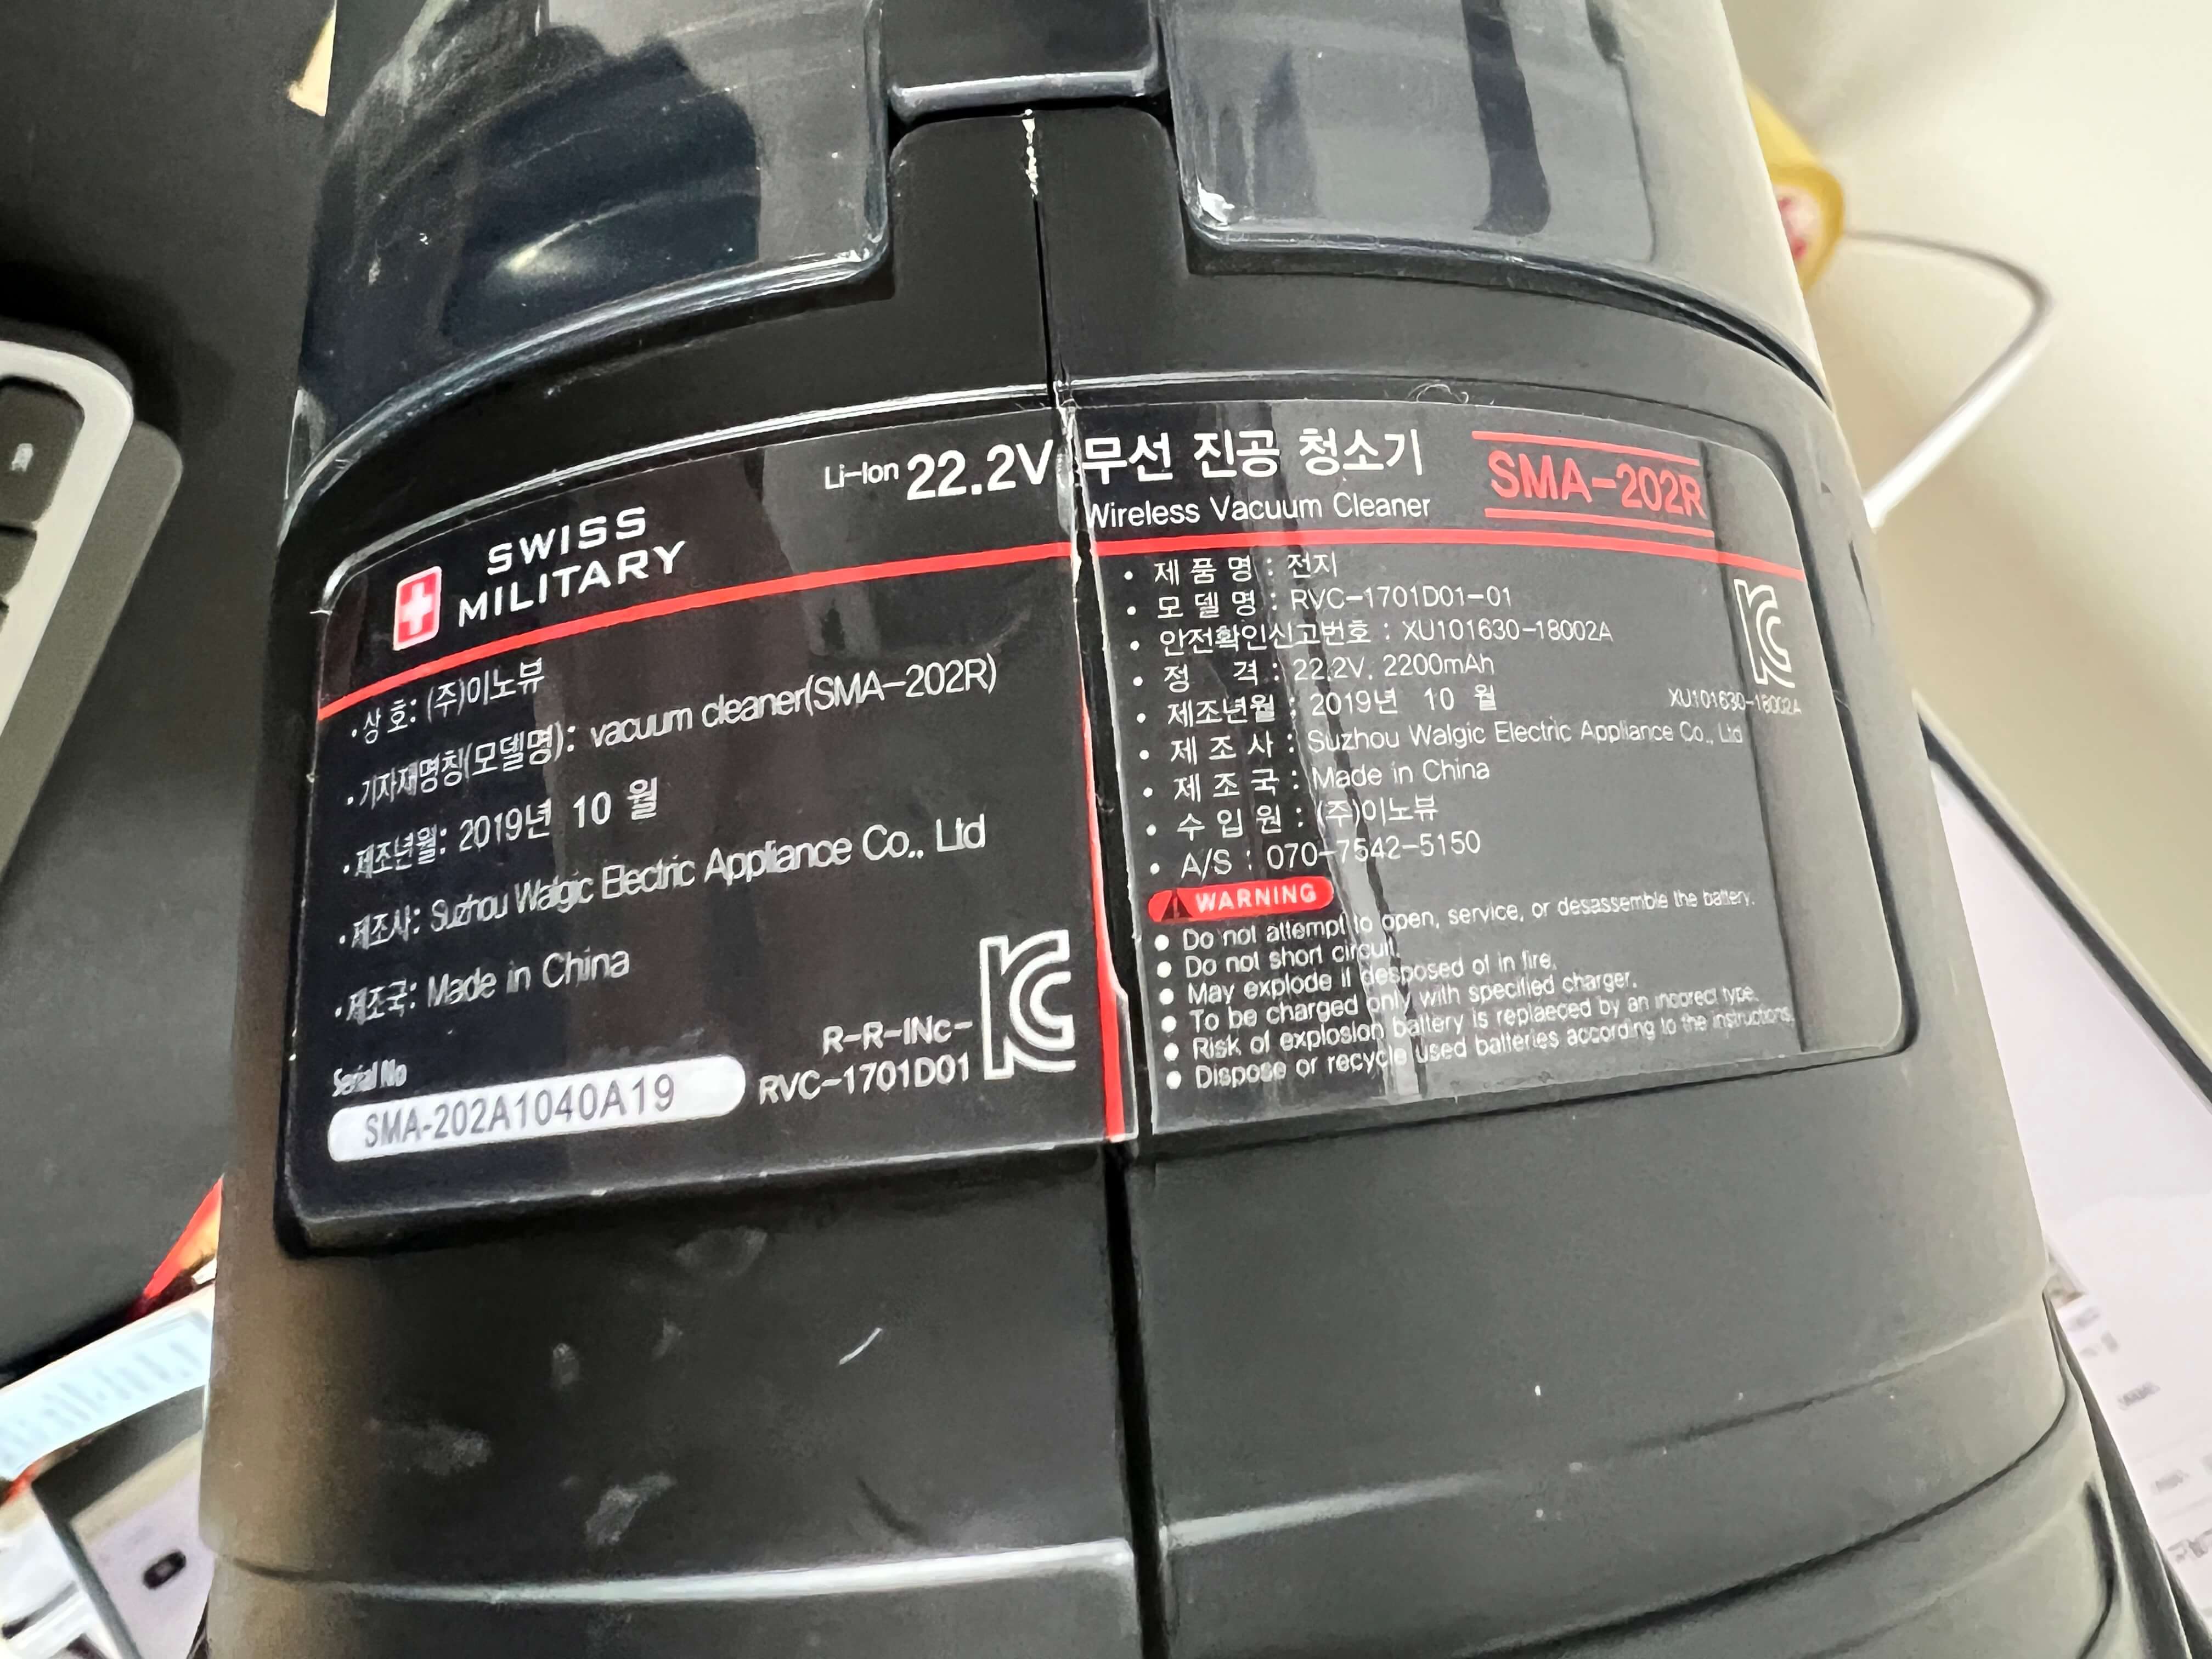 Li-Ion 22.2V 무선 진공 청소기
Wireless Vacuum Cleaner
SMA-202R
SWISS
MILITARY
• 상 호: (주)이노뷰
• 기자재명칭(모델명): vacuum cleaner(SMA-202R)
• 제조년월: 2019년 10 월
• 제조사: Suzhou Walgic Electric Appliance Co., Ltd
• 제조국: Made in China
R-R-INc-
RVC-1701D01
Serial No
SMA-202A1040A19
• 제 품 명 : 전지
• 모 델 명 : RVC-1701D01-01
• 안전확인신고번호 : XU101630-18002A
• 정 격 : 22.2V, 2200mAh
• 제조년월 : 2019년 10 월
• 제 조 사 : Suzhou Walgic Electric Appliance Co., Ltd
• 제 조 국 : Made in China
• 수 입 원 : (주)이노뷰
• A/S : 070-7542-5150
XU101630-18002A
WARNING
● Do not attempt to open, service, or desassemble the battery.
● Do not short circuit.
● May explode if desposed of in fire.
● To be charged only with specified charger.
● Risk of explosion battery is replaeced by an incorrect type.
● Dispose or recycle used batteries according to the instructions.